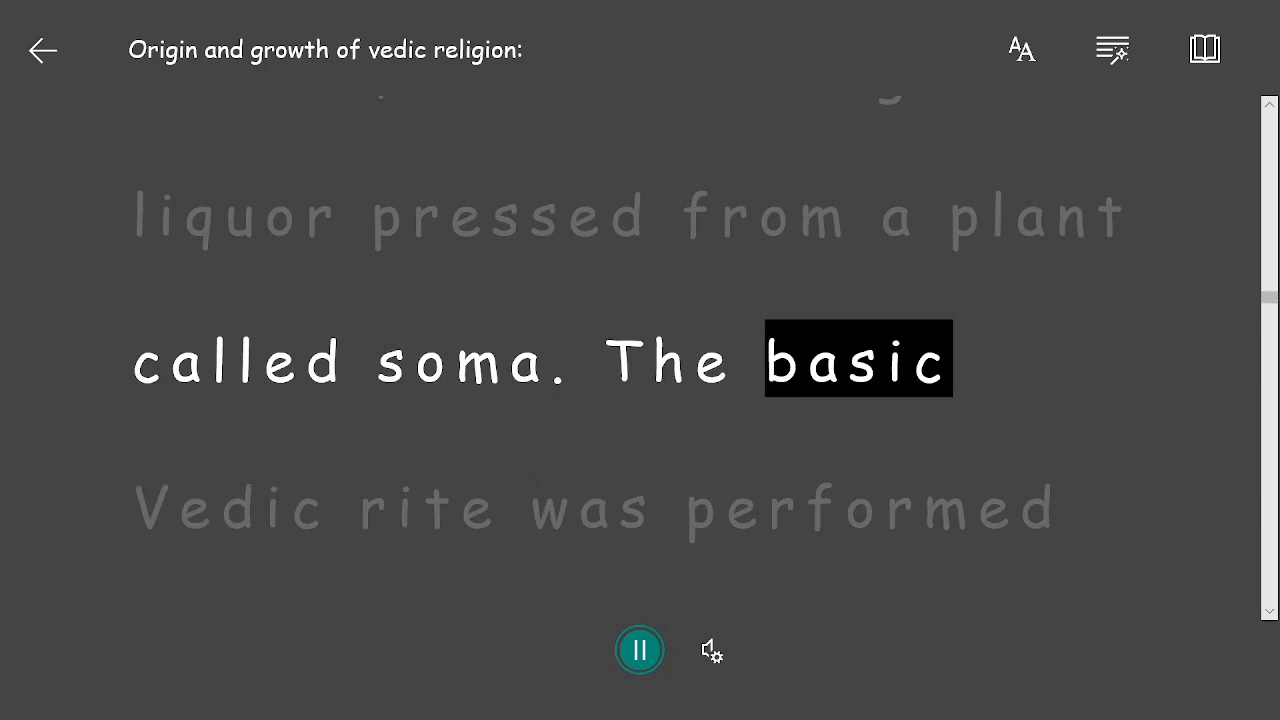 Origin and growth of vedic religion:
liquor pressed from a plant
called soma. The basic
Vedic rite was performed